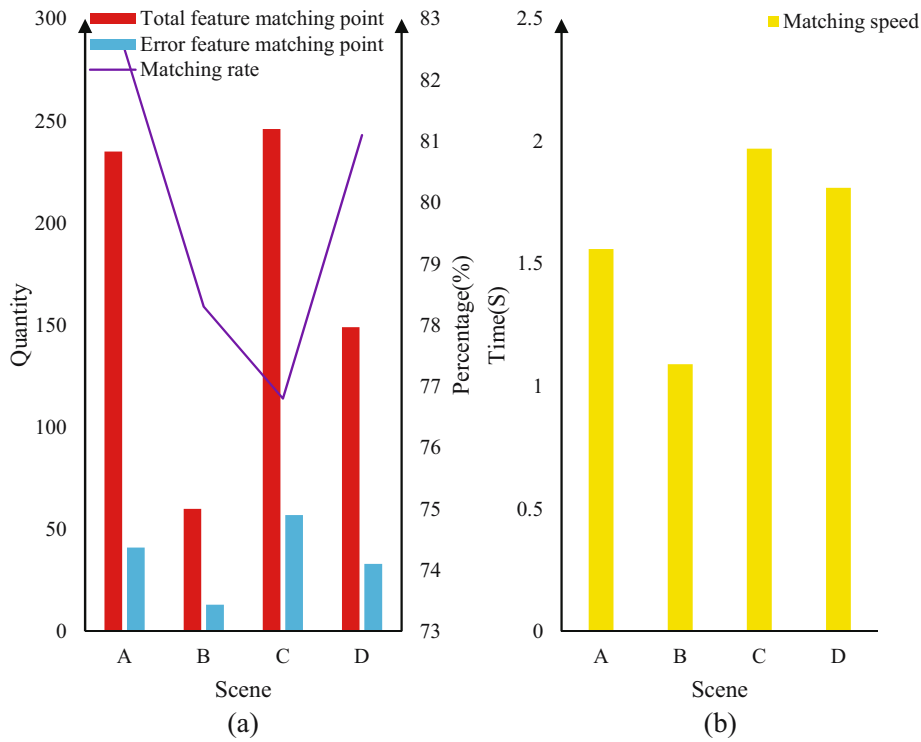 Total feature matching point
Error feature matching point
Matching rate
300
250
200
150
100
50
0
Quantity
83
82
81
80
79
78
77
76
75
74
73
Percentage(%)
A B C D
Scene
(a)
Matching speed
2.5
2
1.5
1
0.5
0
Time(S)
A B C D
Scene
(b)